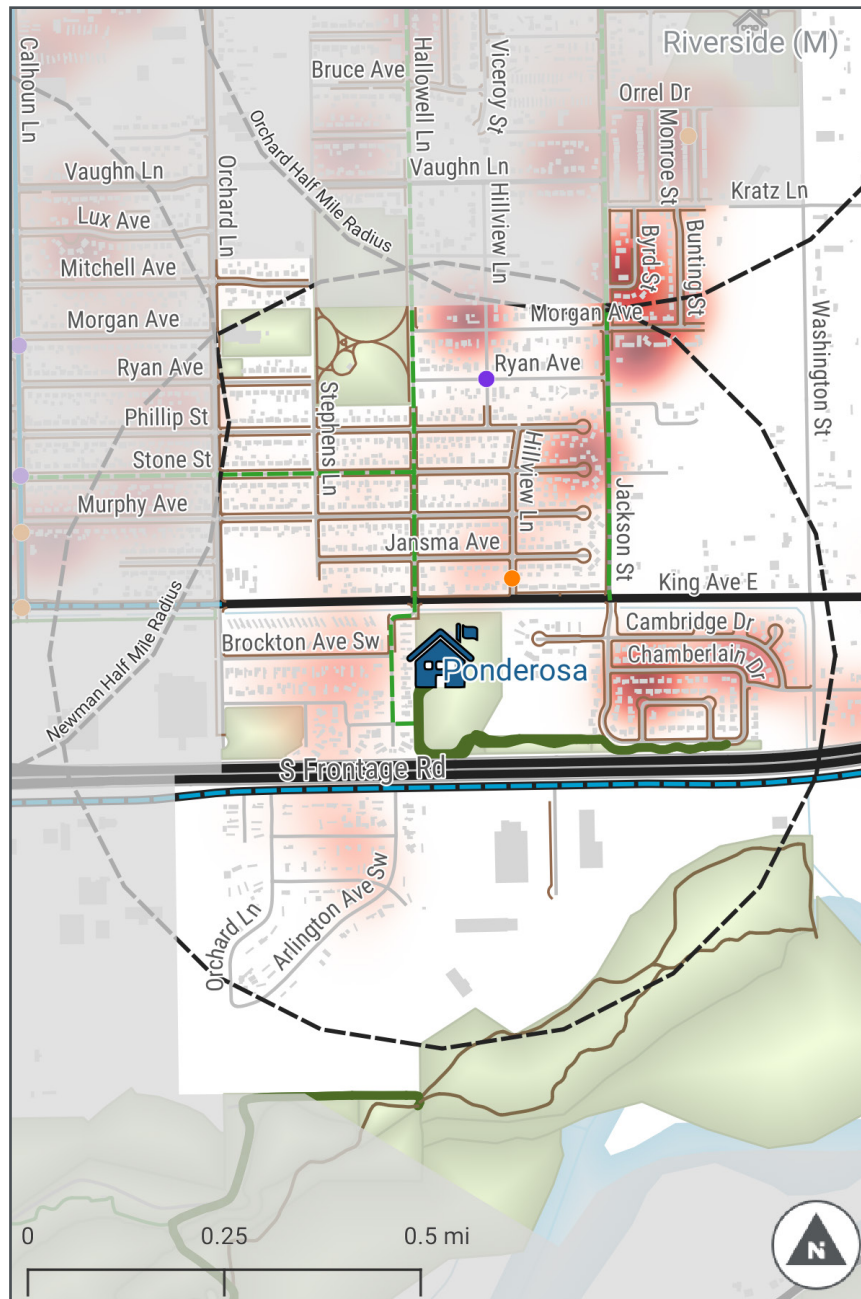 Riverside (M)
Calhoun Ln
Hallowell Ln
Viceroy St
Bruce Ave
Orrel Dr
Monroe St
Orchard Half Mile Radius
Vaughn Ln
Orchard Ln
Vaughn Ln
Hillview Ln
Kratz Ln
Lux Ave
Byrd St
Bunting St
Mitchell Ave
Morgan Ave
Morgan Ave
Washington St
Ryan Ave
Ryan Ave
Stephens Ln
Phillip St
Hillview Ln
Stone St
Jackson St
Murphy Ave
Jansma Ave
King Ave E
Newman Half Mile Radius
Cambridge Dr
Brockton Ave Sw
Chamberlain Dr
Ponderosa
S Frontage Rd
Orchard Ln
Arlington Ave Sw
0 0.25 0.5 mi
N